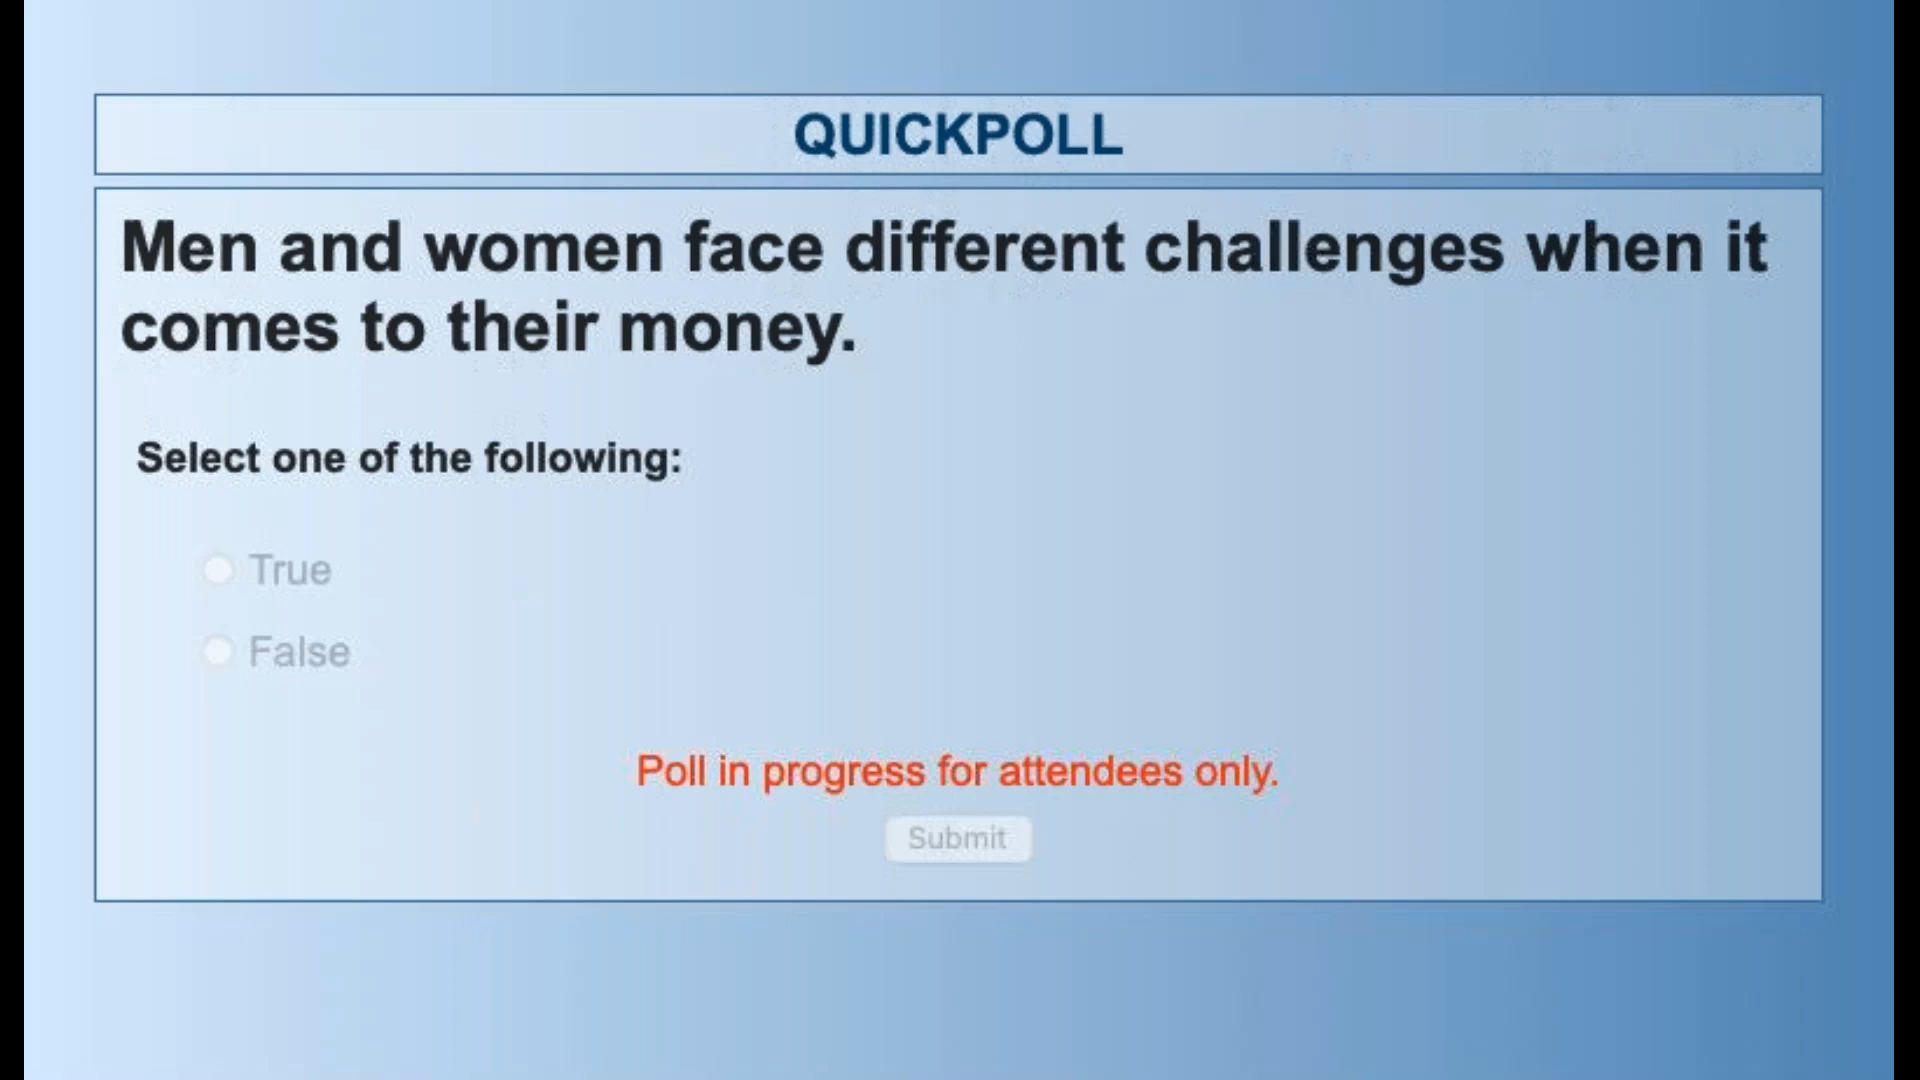 QUICKPOLL
Men and women face different challenges when it
comes to their money.
Select one of the following:
True
False
Poll in progress for attendees only.
Submit